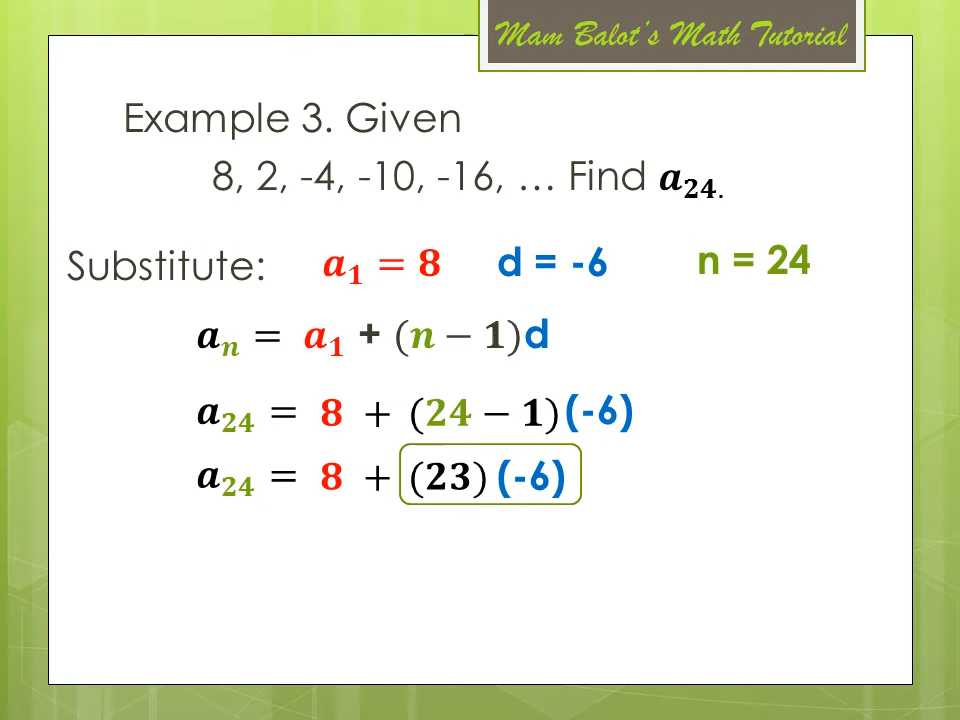 Mam Balot's Math Tutorial
Example 3. Given
8, 2, -4, -10, -16, … Find a₂₄.
Substitute: a₁ = 8 d = -6 n = 24
aₙ = a₁ + (n − 1)d
a₂₄ = 8 + (24 − 1)(-6)
a₂₄ = 8 + (23)(-6)